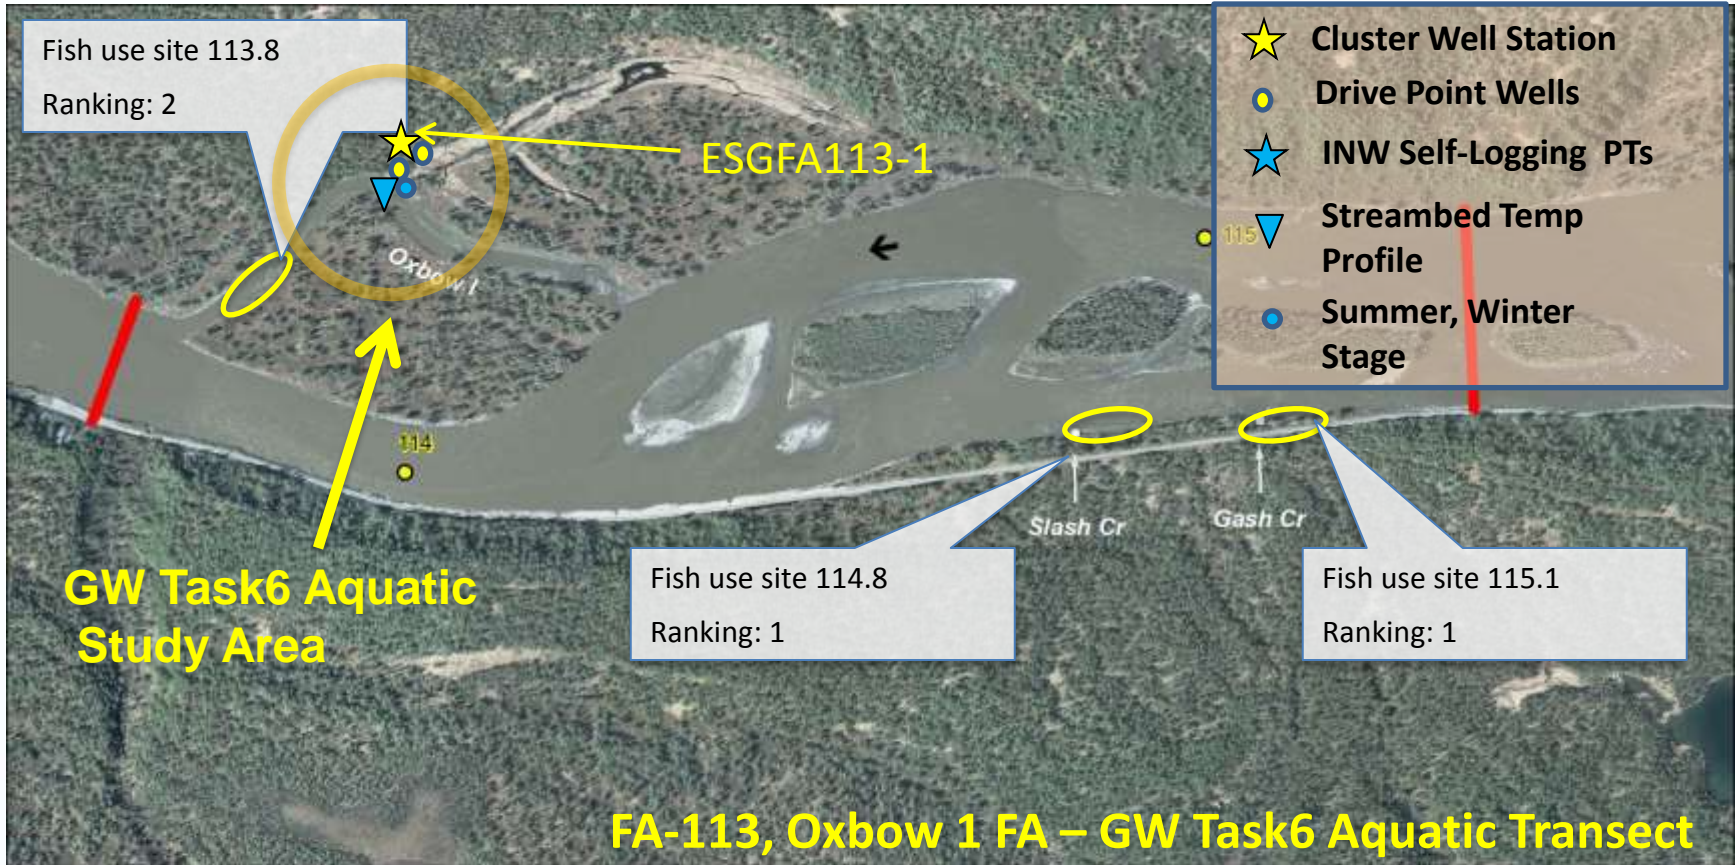 Fish use site 113.8
Ranking: 2
Cluster Well Station
Drive Point Wells
INW Self-Logging PTs
Streambed Temp
Profile
Summer, Winter
Stage
ESGFA113-1
115
Oxbow I
114
Slash Cr
Gash Cr
GW Task6 Aquatic
Study Area
Fish use site 114.8
Ranking: 1
Fish use site 115.1
Ranking: 1
FA-113, Oxbow 1 FA – GW Task6 Aquatic Transect